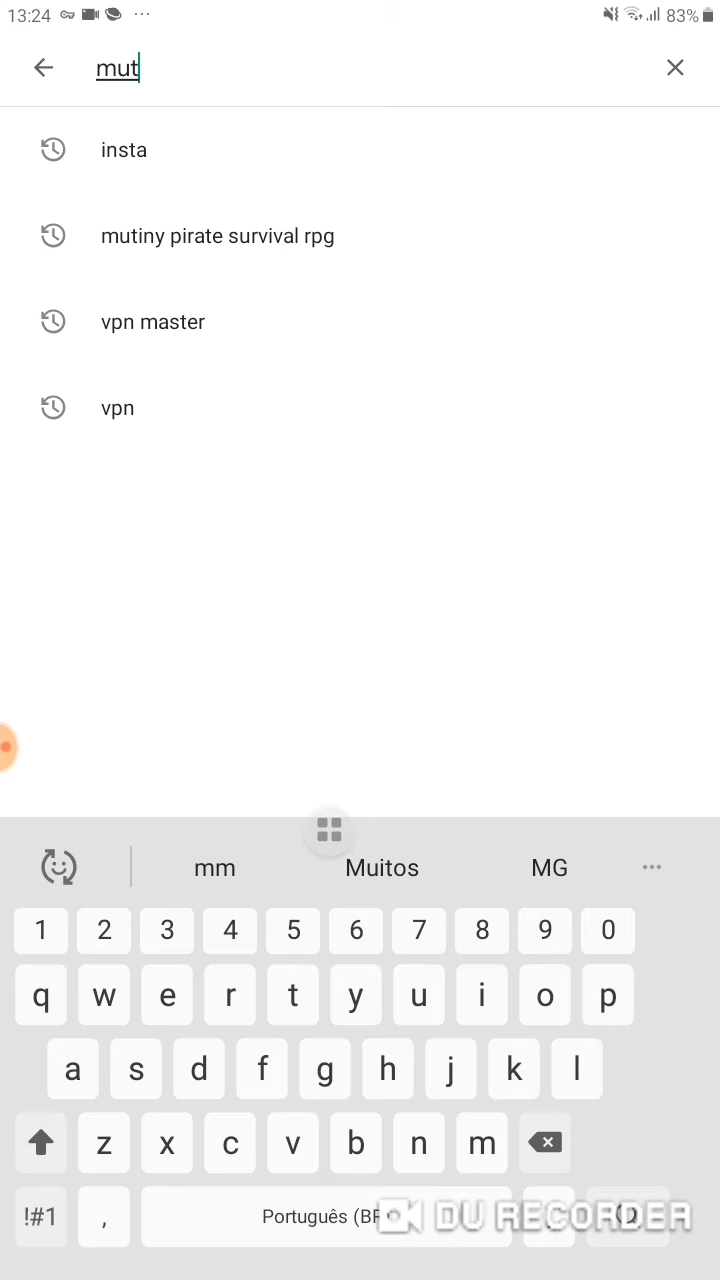 13:24 83%
mut
insta
mutiny pirate survival rpg
vpn master
vpn
mm Muitos MG
1 2 3 4 5 6 7 8 9 0
q w e r t y u i o p
a s d f g h j k l
z x c v b n m
!#1 , Português (BR)
DU RECORDER